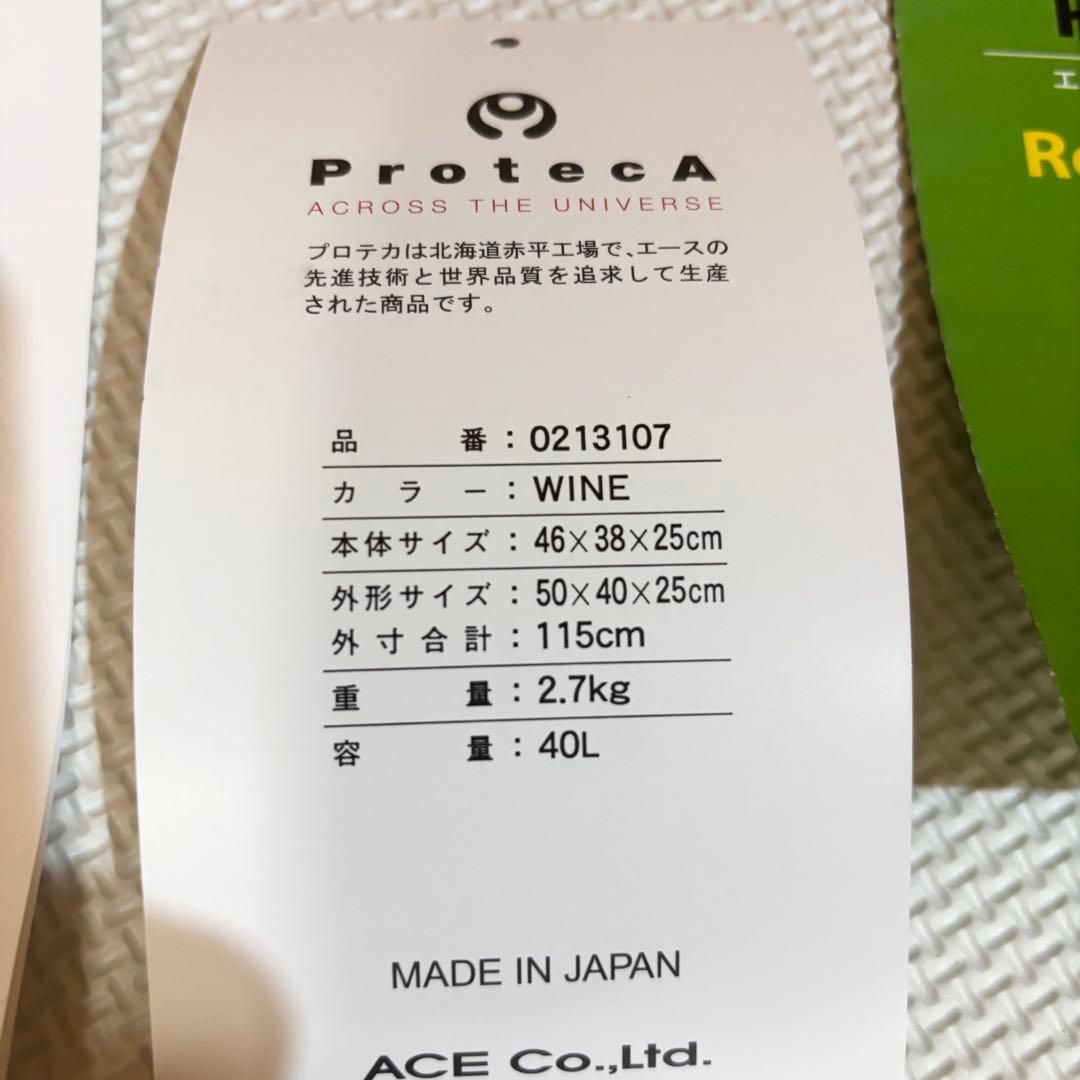 ProtecA
ACROSS THE UNIVERSE
プロテカは北海道赤平工場で、エースの
先進技術と世界品質を追求して生産
された商品です。
品番：0213107
カラー：WINE
本体サイズ：46×38×25cm
外形サイズ：50×40×25cm
外寸合計：115cm
重量：2.7kg
容量：40L
MADE IN JAPAN
ACE Co.,Ltd.
エ
Re